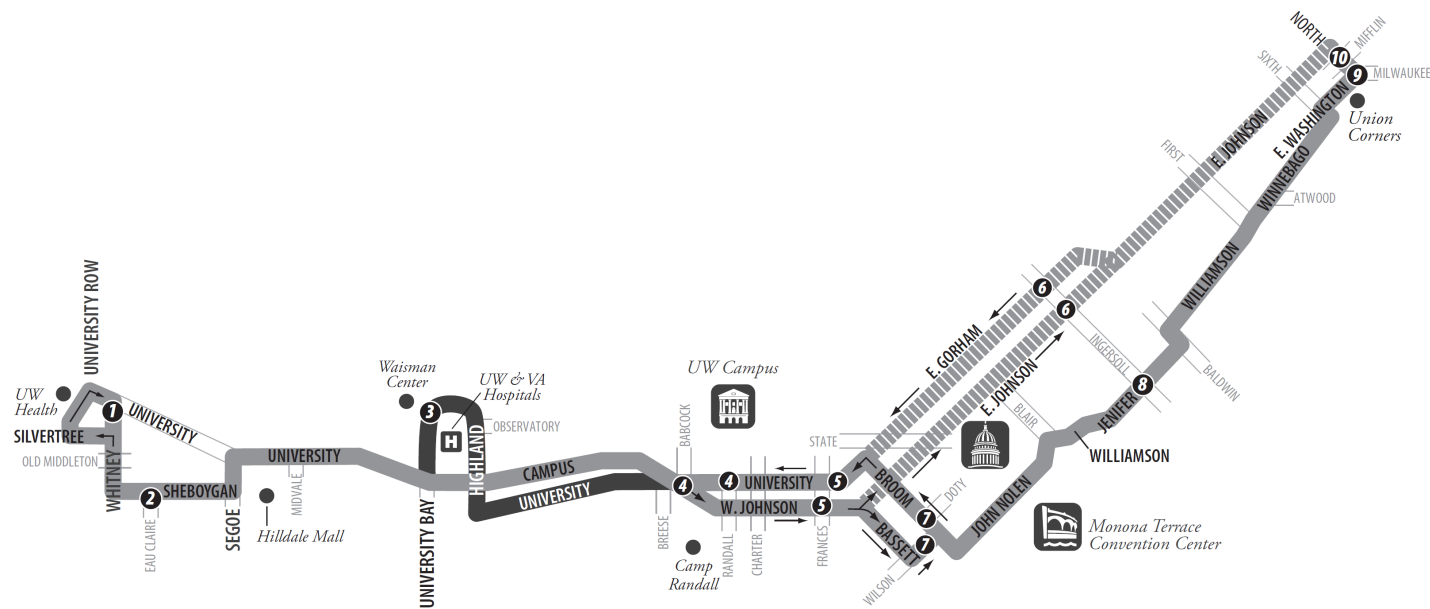 NORTH
MIFFLIN
10
SIXTH
9
MILWAUKEE
E. WASHINGTON
Union
Corners
E. JOHNSON
FIRST
WINNEBAGO
ATWOOD
WILLIAMSON
6
6
E. GORHAM
INGERSOLL
BALDWIN
8
E. JOHNSON
BLAIR
JENIFER
WILLIAMSON
STATE
UNIVERSITY ROW
UW
Health
1
UNIVERSITY
SILVERTREE
OLD MIDDLETON
WHITNEY
2
SHEBOYGAN
EAU CLAIRE
SEGOE
UNIVERSITY
MIDVALE
Hilldale Mall
Waisman
Center
3
UW & VA
Hospitals
H
OBSERVATORY
HIGHLAND
UNIVERSITY BAY
CAMPUS
UNIVERSITY
UW Campus
BABCOCK
4
4
UNIVERSITY
5
W. JOHNSON
5
BREESE
Camp
Randall
RANDALL
CHARTER
FRANCES
BROOM
BASSETT
7
7
DOTY
WILSON
JOHN NOLEN
Monona Terrace
Convention Center